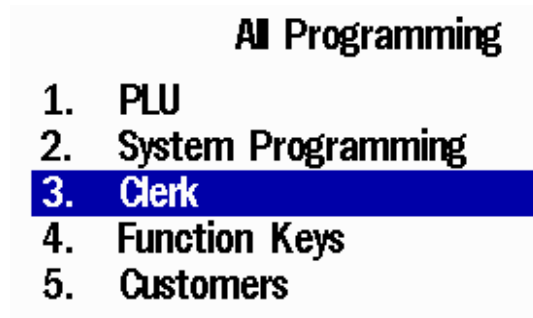 All Programming
1. PLU
2. System Programming
3. Clerk
4. Function Keys
5. Customers